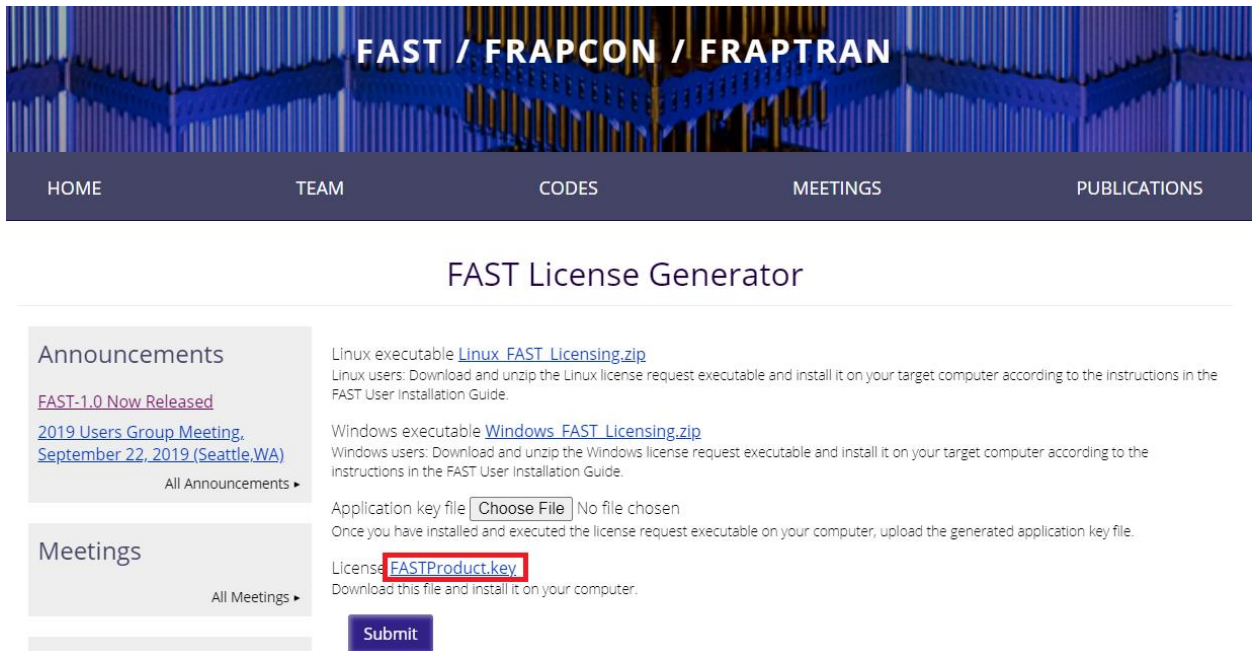 FAST / FRAPCON / FRAPTRAN
HOME TEAM CODES MEETINGS PUBLICATIONS
FAST License Generator
Announcements
FAST-1.0 Now Released
2019 Users Group Meeting,
September 22, 2019 (Seattle,WA)
All Announcements ▸
Meetings
All Meetings ▸
Linux executable Linux_FAST_Licensing.zip
Linux users: Download and unzip the Linux license request executable and install it on your target computer according to the instructions in the
FAST User Installation Guide.
Windows executable Windows_FAST_Licensing.zip
Windows users: Download and unzip the Windows license request executable and install it on your target computer according to the
instructions in the FAST User Installation Guide.
Application key file Choose File No file chosen
Once you have installed and executed the license request executable on your computer, upload the generated application key file.
License FASTProduct.key
Download this file and install it on your computer.
Submit